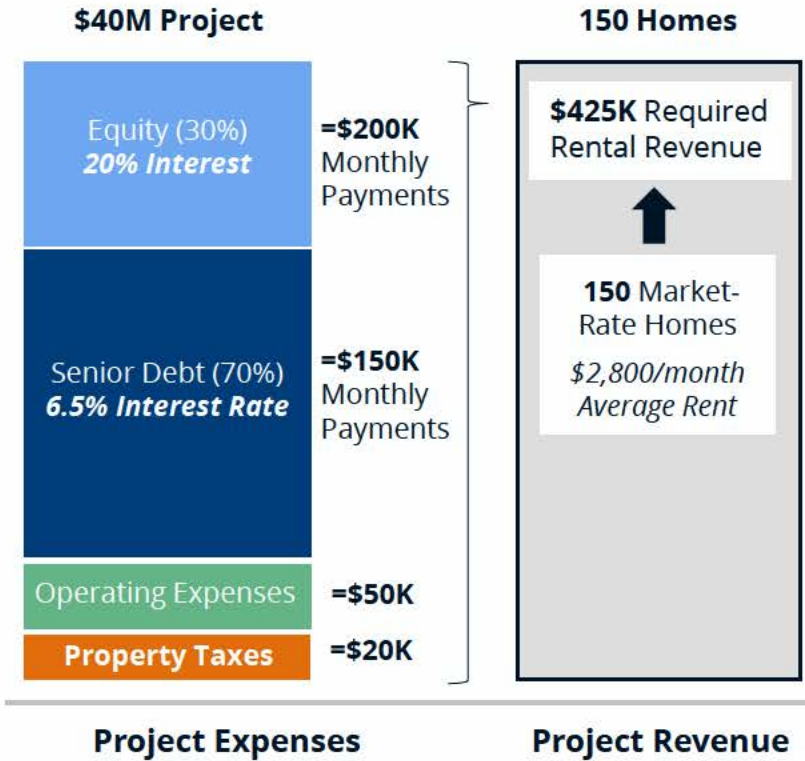 $40M Project
Equity (30%)
20% Interest
=$200K
Monthly
Payments
Senior Debt (70%)
6.5% Interest Rate
=$150K
Monthly
Payments
Operating Expenses
=$50K
Property Taxes
=$20K
Project Expenses
150 Homes
$425K Required
Rental Revenue
150 Market-
Rate Homes
$2,800/month
Average Rent
Project Revenue